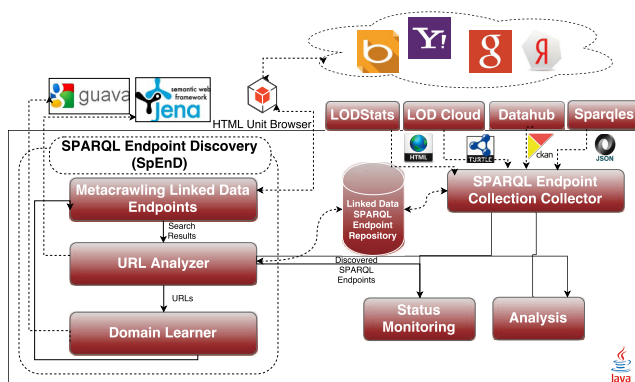 b
Y!
g
Я
Google
guava
semantic web
framework
jena
HTML Unit Browser
LODStats
LOD Cloud
Datahub
Sparqles
HTML
TURTLE
ckan
JSON
SPARQL Endpoint Discovery
(SpEnD)
Metacrawling Linked Data
Endpoints
Search
Results
URL Analyzer
URLs
Domain Learner
Linked Data
SPARQL
Endpoint
Repository
Discovered
SPARQL
Endpoints
SPARQL Endpoint
Collection Collector
Status
Monitoring
Analysis
Java